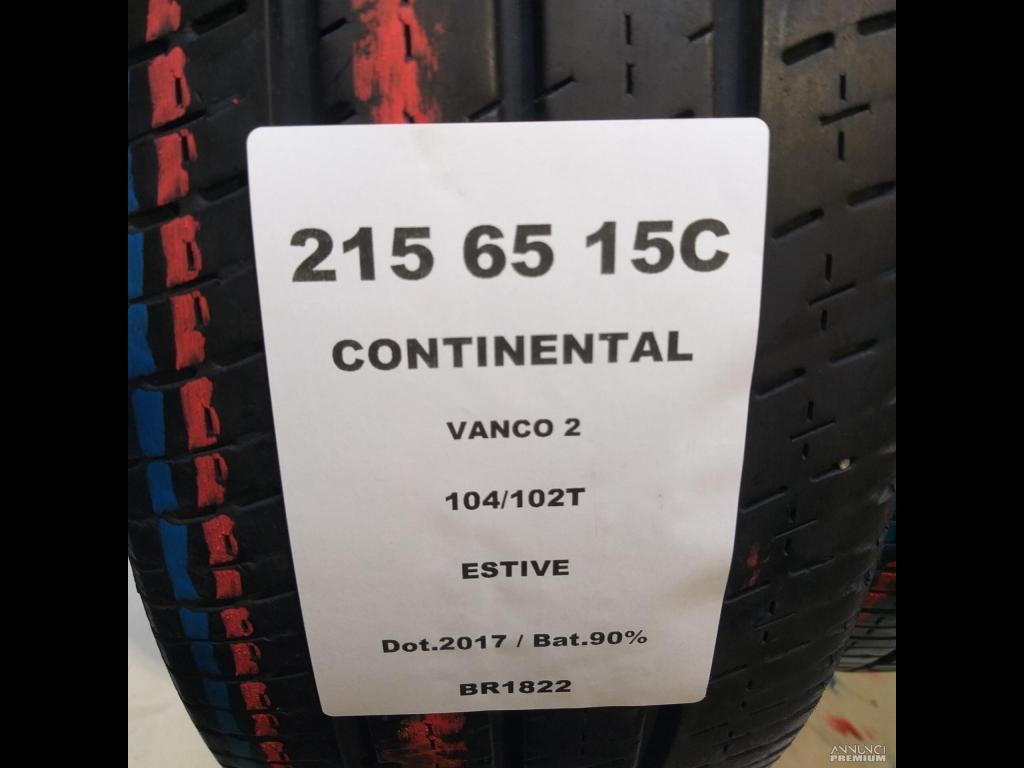 215 65 15C
CONTINENTAL
VANCO 2
104/102T
ESTIVE
Dot.2017 / Bat.90%
BR1822
ANNUNCI
PREMIUM